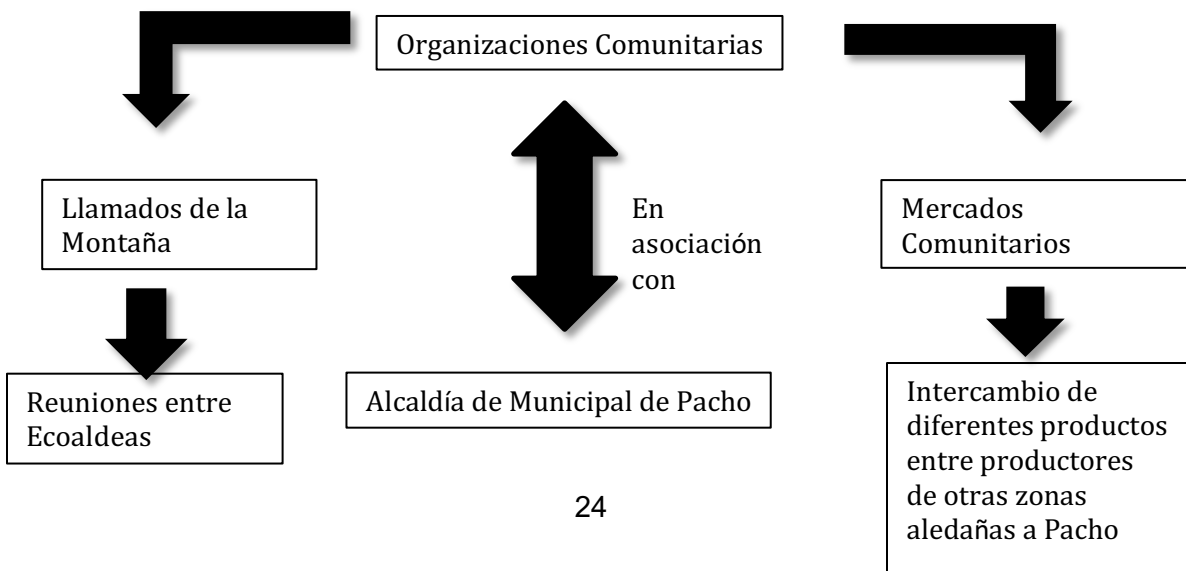 Organizaciones Comunitarias
Llamados de la
Montaña
En
asociación
con
Mercados
Comunitarios
Reuniones entre
Ecoaldeas
Alcaldía de Municipal de Pacho
Intercambio de
diferentes productos
entre productores
de otras zonas
aledañas a Pacho
24